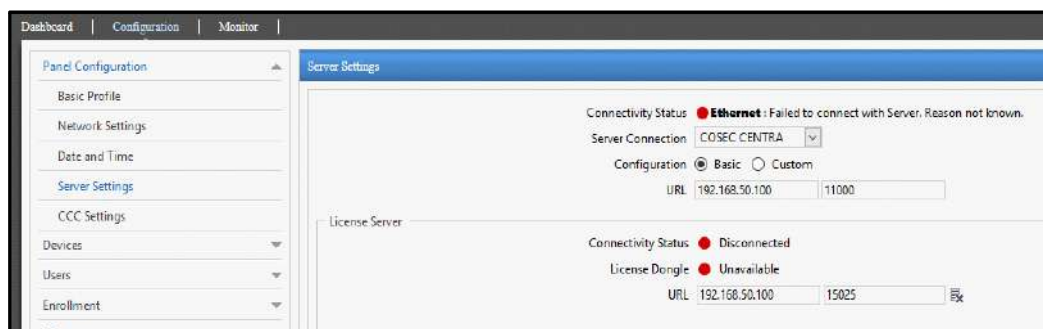 Dashboard | Configuration | Monitor |
Panel Configuration
Basic Profile
Network Settings
Date and Time
Server Settings
CCC Settings
Devices
Users
Enrollment
Server Settings
Connectivity Status Ethernet : Failed to connect with Server. Reason not known.
Server Connection COSEC CENTRA
Configuration Basic Custom
URL 192.168.50.100 11000
License Server
Connectivity Status Disconnected
License Dongle Unavailable
URL 192.168.50.100 15025